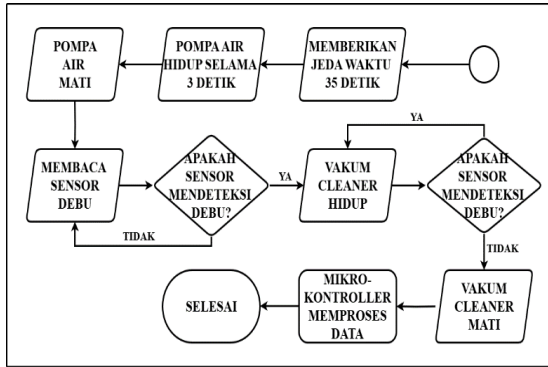 POMPA
AIR
MATI
POMPA AIR
HIDUP SELAMA
3 DETIK
MEMBERIKAN
JEDA WAKTU
35 DETIK
MEMBACA
SENSOR
DEBU
APAKAH
SENSOR
MENDETEKSI
DEBU?
YA
TIDAK
VAKUM
CLEANER
HIDUP
YA
APAKAH
SENSOR
MENDETEKSI
DEBU?
TIDAK
SELESAI
MIKRO-
KONTROLLER
MEMPROSES
DATA
VAKUM
CLEANER
MATI